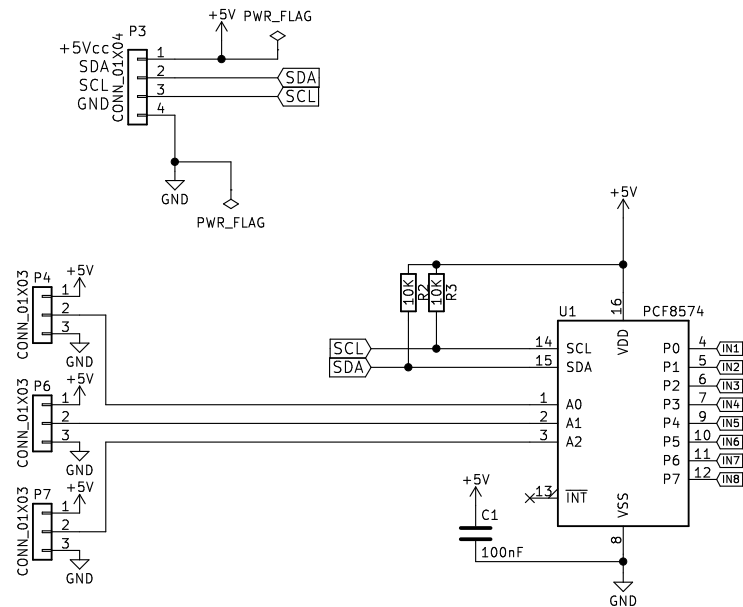 +5V PWR_FLAG
P3
+5Vcc 1
SDA 2 SDA
SCL 3 SCL
GND 4
CONN_01X04
GND
PWR_FLAG
+5V
P4 +5V
CONN_01X03
1
2
3
GND
10K R2 10K R3
U1 16 PCF8574
VDD
SCL 14 SCL P0 4 IN1
SDA 15 SDA P1 5 IN2
P2 6 IN3
P6 +5V
CONN_01X03
1 1 A0 P3 7 IN4
2 2 A1 P4 9 IN5
3 3 A2 P5 10 IN6
GND
P6 11 IN7
P7 12 IN8
P7 +5V
CONN_01X03
1
2
3
GND
+5V
13 INT
VSS
C1
100nF
8
GND